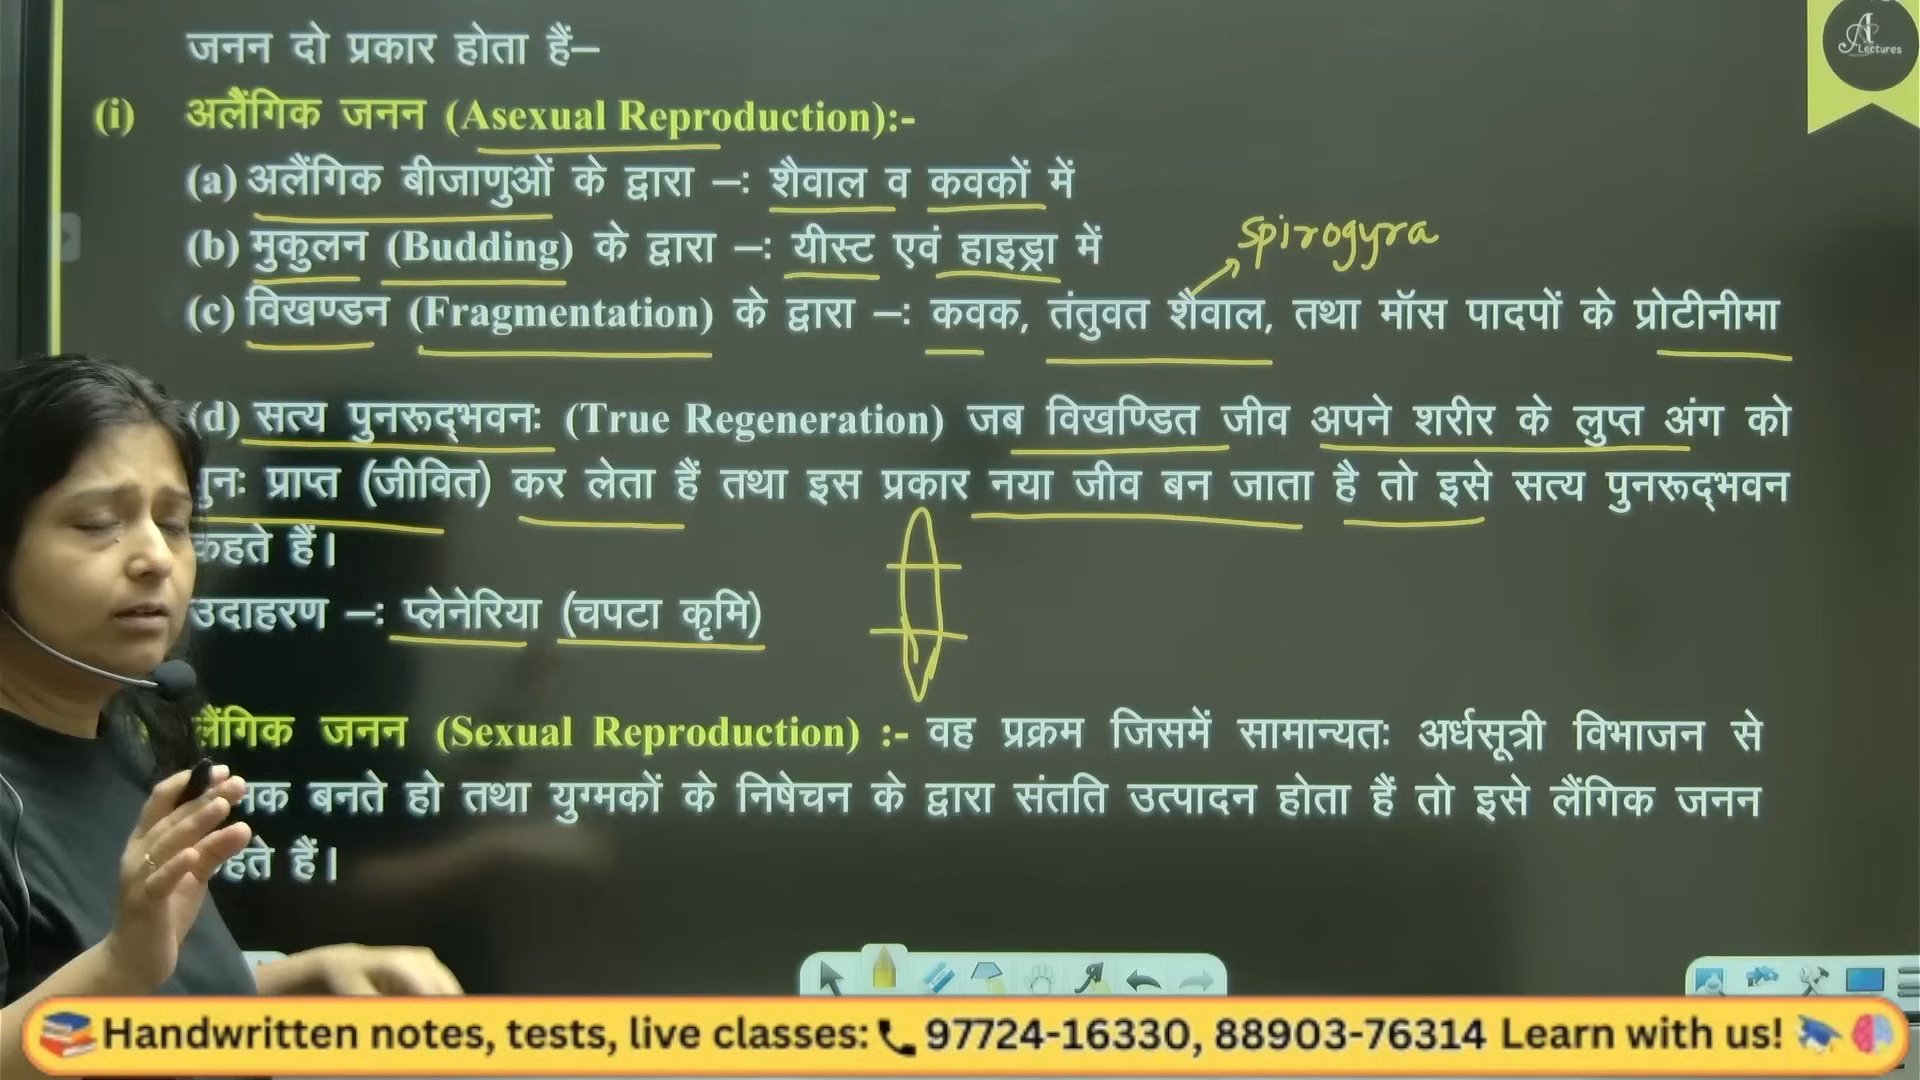 जनन दो प्रकार होता हैं–
(i) अलैंगिक जनन (Asexual Reproduction):-
(a) अलैंगिक बीजाणुओं के द्वारा –: शैवाल व कवकों में
(b) मुकुलन (Budding) के द्वारा –: यीस्ट एवं हाइड्रा में
spirogyra
(c) विखण्डन (Fragmentation) के द्वारा –: कवक, तंतुवत शैवाल, तथा मॉस पादपों के प्रोटीनीमा
(d) सत्य पुनरूद्भवनः (True Regeneration) जब विखण्डित जीव अपने शरीर के लुप्त अंग को
प्राप्त (जीवित) कर लेता हैं तथा इस प्रकार नया जीव बन जाता है तो इसे सत्य पुनरूद्भवन
कहते हैं।
उदाहरण –: प्लेनेरिया (चपटा कृमि)
लैंगिक जनन (Sexual Reproduction) :- वह प्रक्रम जिसमें सामान्यतः अर्धसूत्री विभाजन से
बनते हो तथा युग्मकों के निषेचन के द्वारा संतति उत्पादन होता हैं तो इसे लैंगिक जनन
हैं।
A Lectures
Handwritten notes, tests, live classes: 97724-16330, 88903-76314 Learn with us!